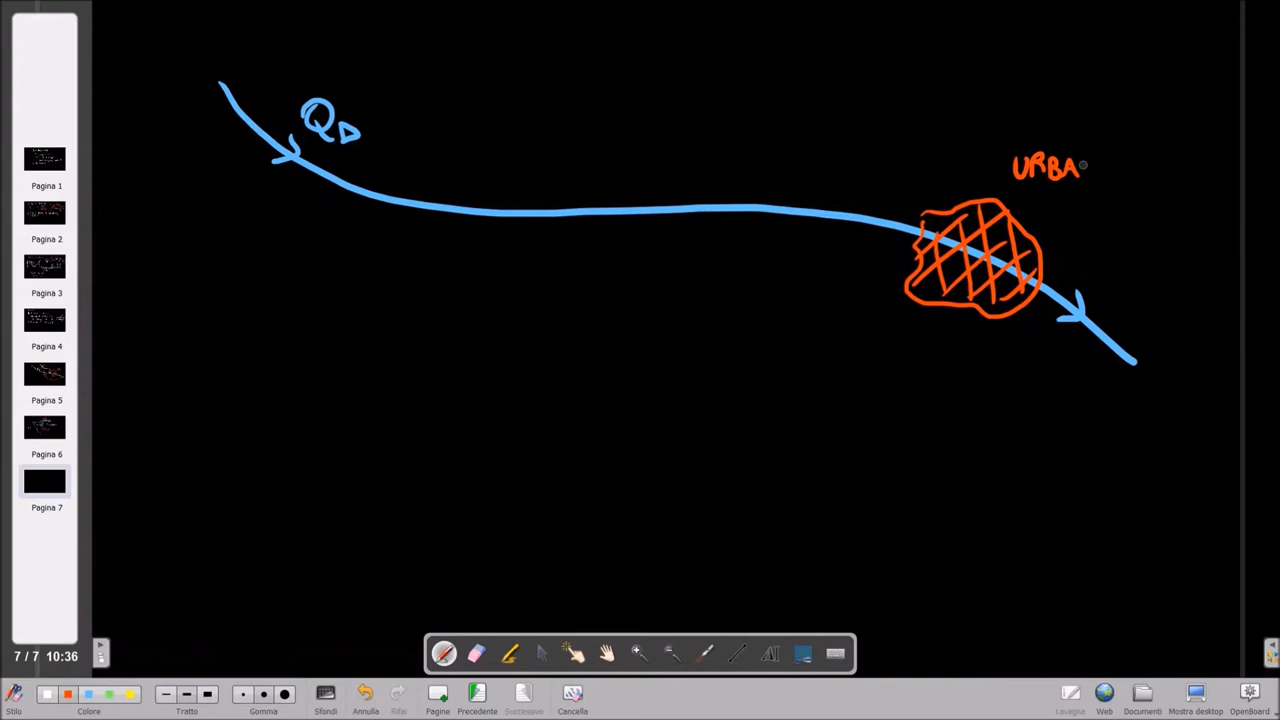 Q
URBA
Pagina 1
Pagina 2
Pagina 3
Pagina 4
Pagina 5
Pagina 6
Pagina 7
7 / 7 10:36
Stilo
Colore
Tratto
Gomma
Sfondi
Annulla
Rifai
Pagine
Precedente
Successivo
Cancella
Lavagna
Web
Documenti
Mostra desktop
OpenBoard